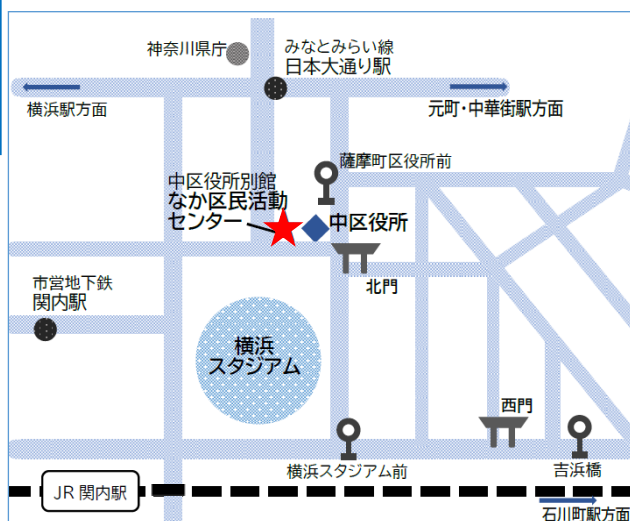 神奈川県庁
みなとみらい線
日本大通り駅
横浜駅方面
元町・中華街駅方面
薩摩町区役所前
中区役所別館
なか区民活動
センター
中区役所
北門
市営地下鉄
関内駅
横浜
スタジアム
西門
横浜スタジアム前
吉浜橋
JR 関内駅
石川町駅方面